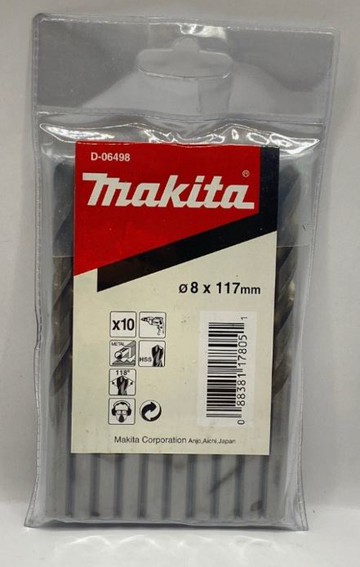 D-06498
makita®
ø 8 x 117mm
x10
METAL
HSS
118°
0 88381 17805 1
Makita Corporation Anjo,Aichi,Japan